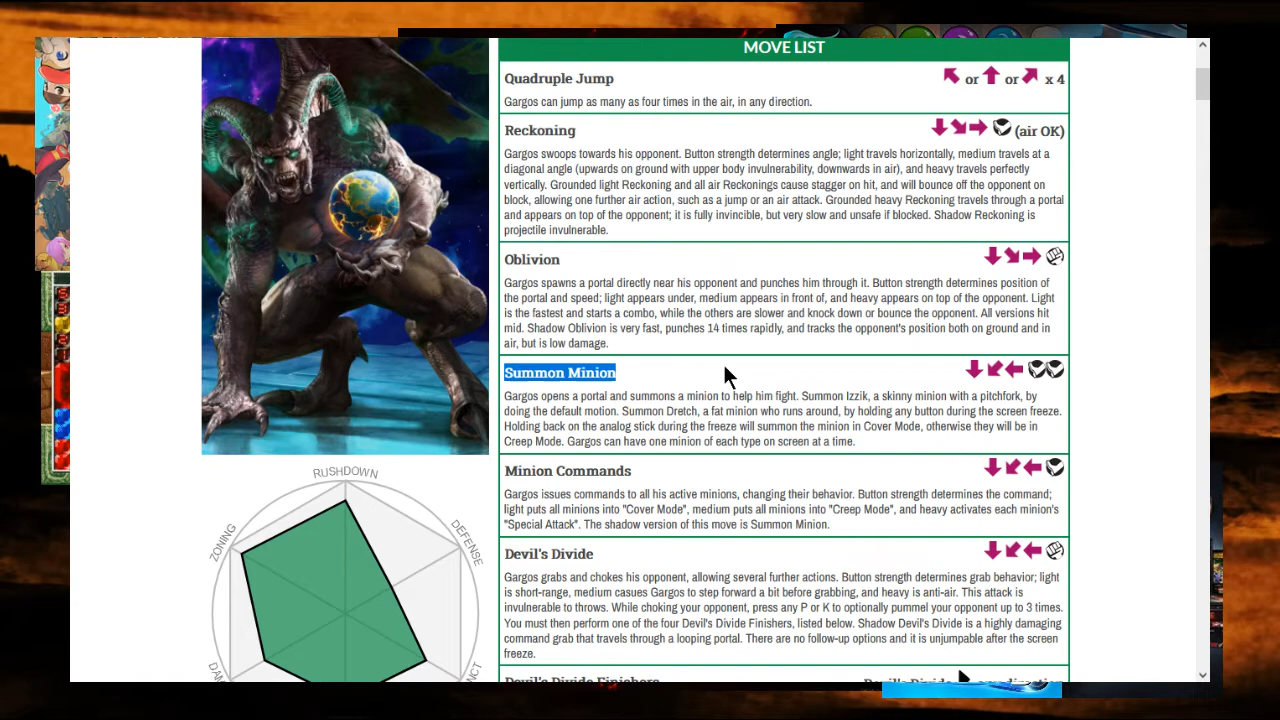 MOVE LIST
Quadruple Jump
or or x 4
Gargos can jump as many as four times in the air, in any direction.
Reckoning
(air OK)
Gargos swoops towards his opponent. Button strength determines angle; light travels horizontally, medium travels at a
diagonal angle (upwards on ground with upper body invulnerability, downwards in air), and heavy travels perfectly
vertically. Grounded light Reckoning and all air Reckonings cause stagger on hit, and will bounce off the opponent on
block, allowing one further air action, such as a jump or an air attack. Grounded heavy Reckoning travels through a portal
and appears on top of the opponent; it is fully invincible, but very slow and unsafe if blocked. Shadow Reckoning is
projectile invulnerable.
Oblivion
Gargos spawns a portal directly near his opponent and punches him through it. Button strength determines position of
the portal and speed; light appears under, medium appears in front of, and heavy appears on top of the opponent. Light
is the fastest and starts a combo, while the others are slower and knock down or bounce the opponent. All versions hit
mid. Shadow Oblivion is very fast, punches 14 times rapidly, and tracks the opponent's position both on ground and in
air, but is low damage.
Summon Minion
Gargos opens a portal and summons a minion to help him fight. Summon Izzik, a skinny minion with a pitchfork, by
doing the default motion. Summon Dretch, a fat minion who runs around, by holding any button during the screen freeze.
Holding back on the analog stick during the freeze will summon the minion in Cover Mode, otherwise they will be in
Creep Mode. Gargos can have one minion of each type on screen at a time.
Minion Commands
Gargos issues commands to all his active minions, changing their behavior. Button strength determines the command;
light puts all minions into "Cover Mode", medium puts all minions into "Creep Mode", and heavy activates each minion's
"Special Attack". The shadow version of this move is Summon Minion.
Devil's Divide
Gargos grabs and chokes his opponent, allowing several further actions. Button strength determines grab behavior; light
is short-range, medium casues Gargos to step forward a bit before grabbing, and heavy is anti-air. This attack is
invulnerable to throws. While choking your opponent, press any P or K to optionally pummel your opponent up to 3 times.
You must then perform one of the four Devil's Divide Finishers, listed below. Shadow Devil's Divide is a highly damaging
command grab that travels through a looping portal. There are no follow-up options and it is unjumpable after the screen
freeze.
Devil's Divide Finishers
RUSHDOWN
ZONING
DEFENSE